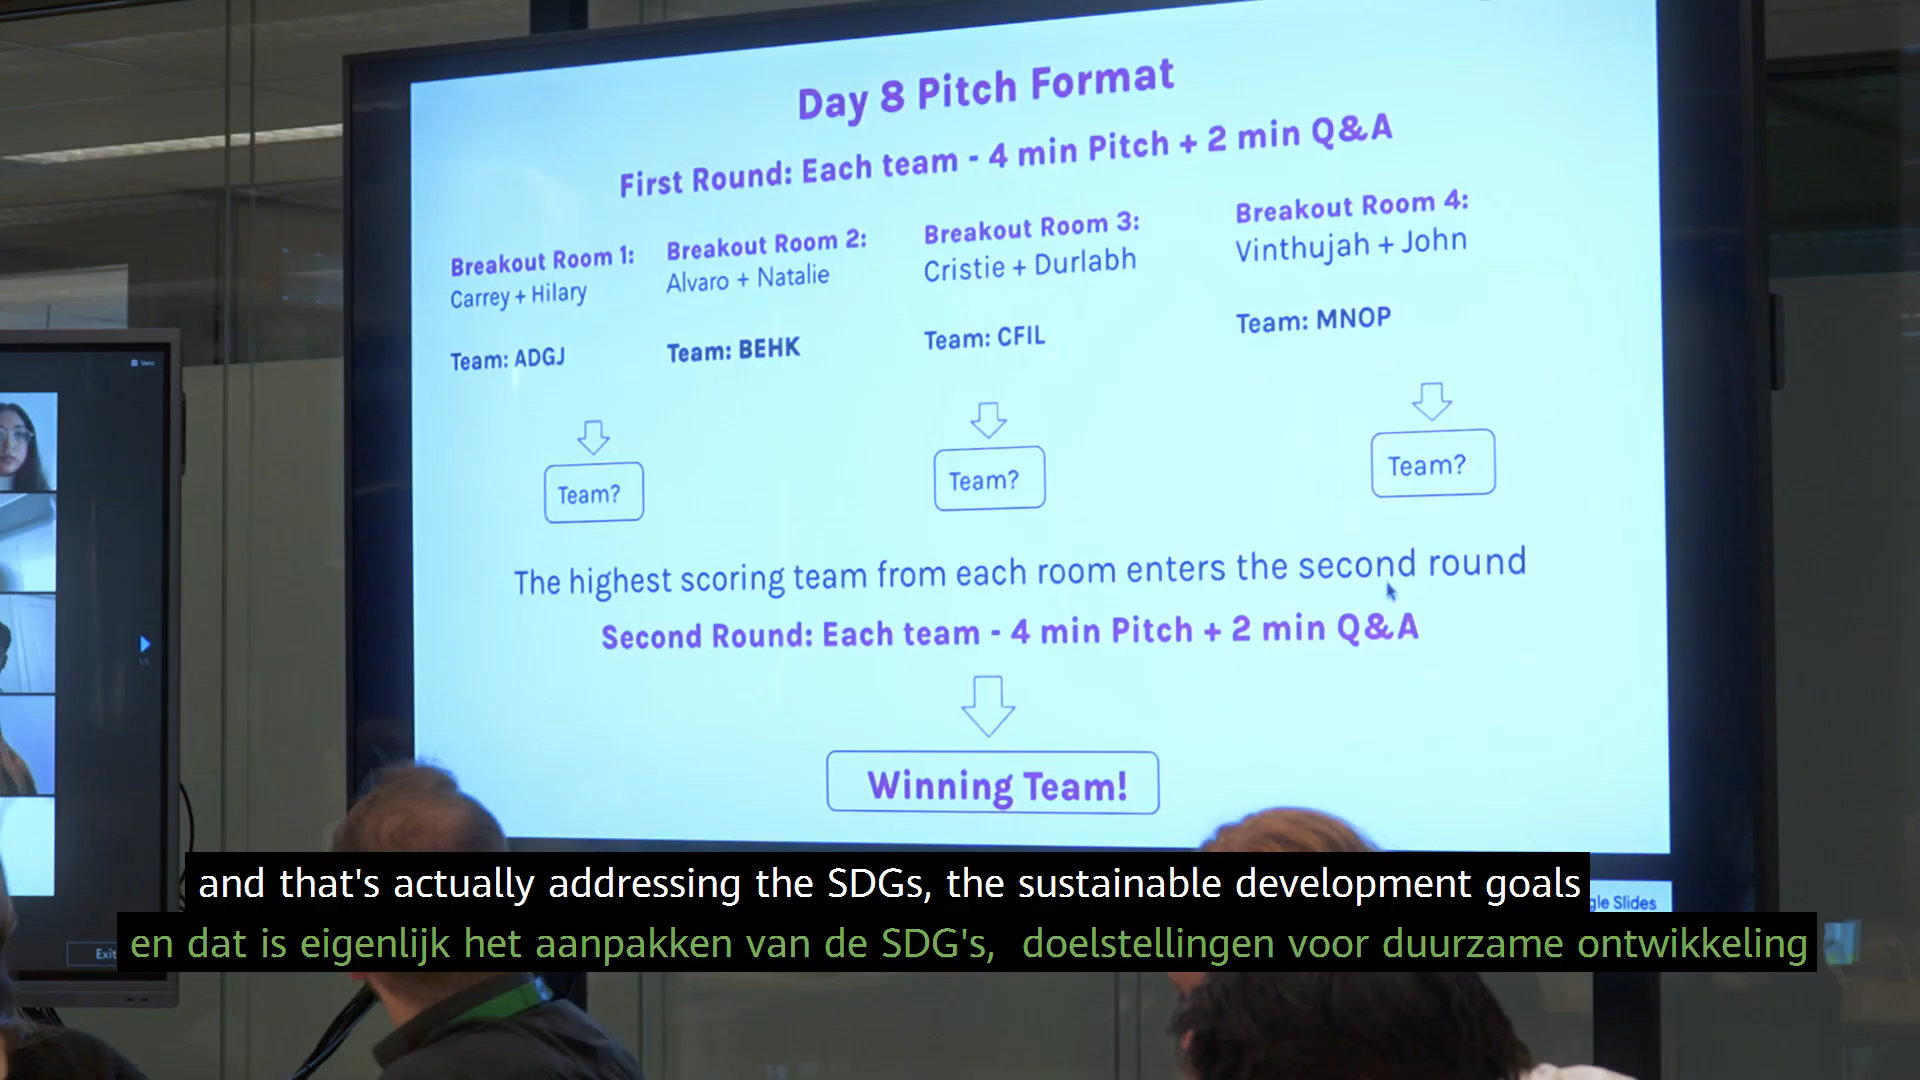 Day 8 Pitch Format
First Round: Each team - 4 min Pitch + 2 min Q&A
Breakout Room 1:
Carrey + Hilary
Team: ADGJ
Breakout Room 2:
Alvaro + Natalie
Team: BEHK
Breakout Room 3:
Cristie + Durlabh
Team: CFIL
Breakout Room 4:
Vinthujah + John
Team: MNOP
Team?
Team?
Team?
The highest scoring team from each room enters the second round
Second Round: Each team - 4 min Pitch + 2 min Q&A
Winning Team!
View
Exit
gle Slides
and that's actually addressing the SDGs, the sustainable development goals
en dat is eigenlijk het aanpakken van de SDG's, doelstellingen voor duurzame ontwikkeling